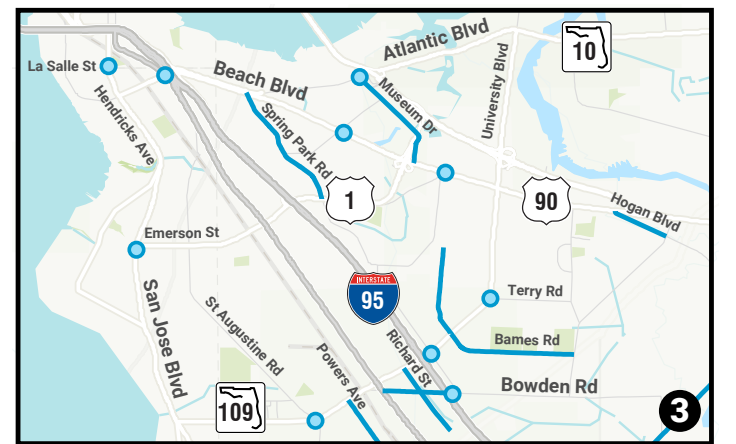 Atlantic Blvd
10
La Salle St
Beach Blvd
University Blvd
Museum Dr
Hendricks Ave
Spring Park Rd
1
90
Hogan Blvd
Emerson St
INTERSTATE
95
Terry Rd
San Jose Blvd
St Augustine Rd
Barnes Rd
Powers Ave
Richard St
Bowden Rd
109
3